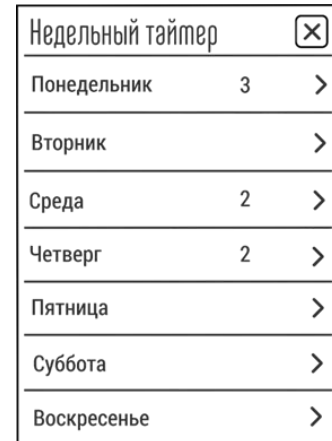 Недельный таймер
Понедельник 3
Вторник
Среда 2
Четверг 2
Пятница
Суббота
Воскресенье